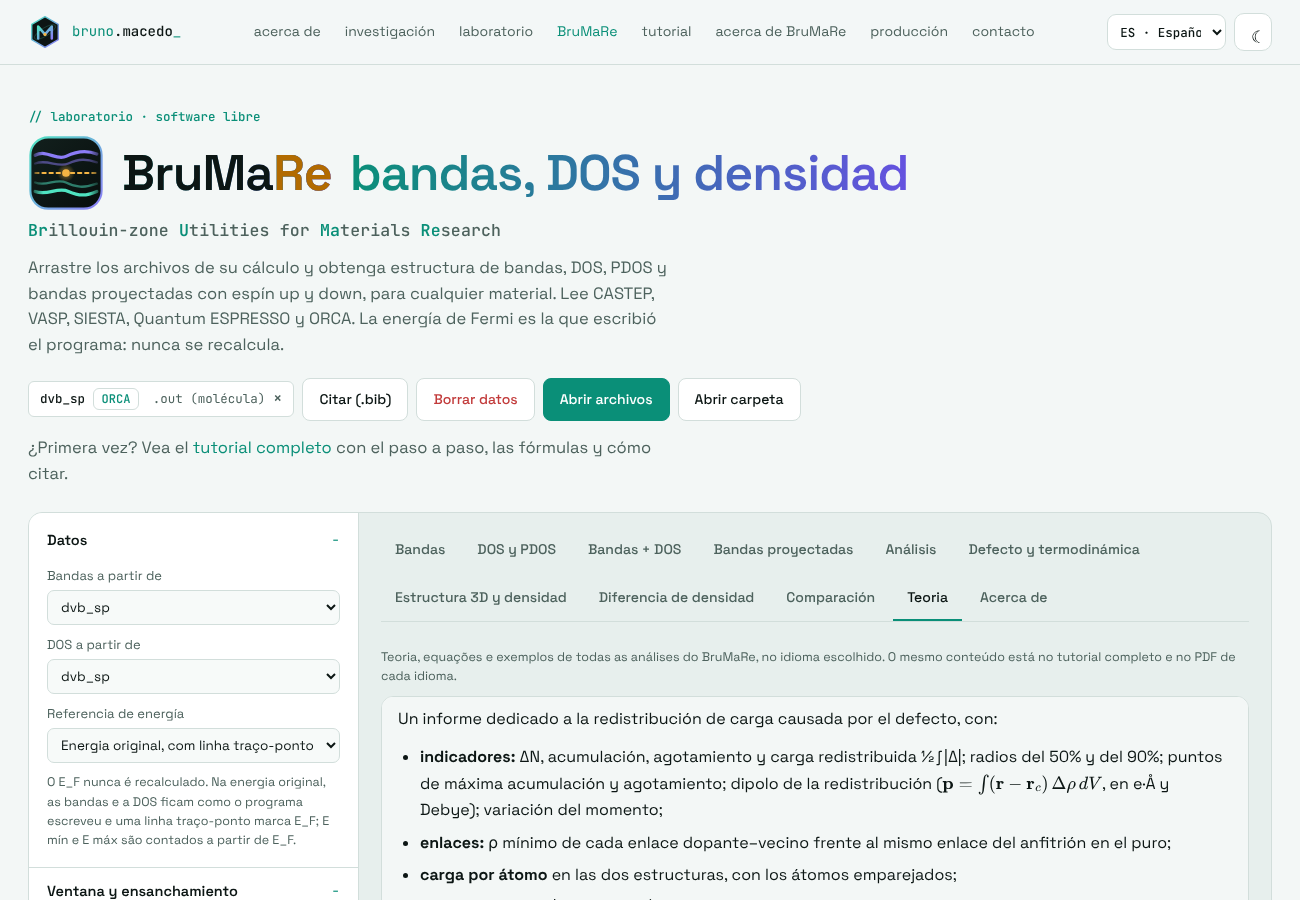 bruno.macedo_
acerca de
investigación
laboratorio
BruMaRe
tutorial
acerca de BruMaRe
producción
contacto
ES · Españo
// laboratorio · software libre
BruMaRe bandas, DOS y densidad
Brillouin-zone Utilities for Materials Research
Arrastre los archivos de su cálculo y obtenga estructura de bandas, DOS, PDOS y
bandas proyectadas con espín up y down, para cualquier material. Lee CASTEP,
VASP, SIESTA, Quantum ESPRESSO y ORCA. La energía de Fermi es la que escribió
el programa: nunca se recalcula.
dvb_sp ORCA .out (molécula) ×
Citar (.bib)
Borrar datos
Abrir archivos
Abrir carpeta
¿Primera vez? Vea el tutorial completo con el paso a paso, las fórmulas y cómo
citar.
Datos -
Bandas a partir de
dvb_sp
DOS a partir de
dvb_sp
Referencia de energía
Energia original, com linha traço-ponto
O E_F nunca é recalculado. Na energia original,
as bandas e a DOS ficam como o programa
escreveu e uma linha traço-ponto marca E_F; E
mín e E máx são contados a partir de E_F.
Ventana y ensanchamiento -
Bandas
DOS y PDOS
Bandas + DOS
Bandas proyectadas
Análisis
Defecto y termodinámica
Estructura 3D y densidad
Diferencia de densidad
Comparación
Teoria
Acerca de
Teoria, equações e exemplos de todas as análises do BruMaRe, no idioma escolhido. O mesmo conteúdo está no tutorial completo e no PDF de
cada idioma.
Un informe dedicado a la redistribución de carga causada por el defecto, con:
• indicadores: ΔN, acumulación, agotamiento y carga redistribuida ½∫|Δ|; radios del 50% y del 90%; puntos
de máxima acumulación y agotamiento; dipolo de la redistribución (p = ∫(r − r_c) Δρ dV, en e·Å y
Debye); variación del momento;
• enlaces: ρ mínimo de cada enlace dopante–vecino frente al mismo enlace del anfitrión en el puro;
• carga por átomo en las dos estructuras, con los átomos emparejados;